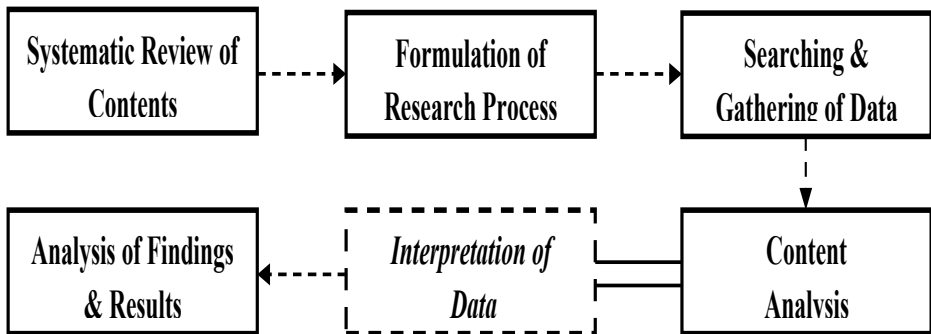 Systematic Review of
Contents
Formulation of
Research Process
Searching &
Gathering of Data
Content
Analysis
Interpretation of
Data
Analysis of Findings
& Results